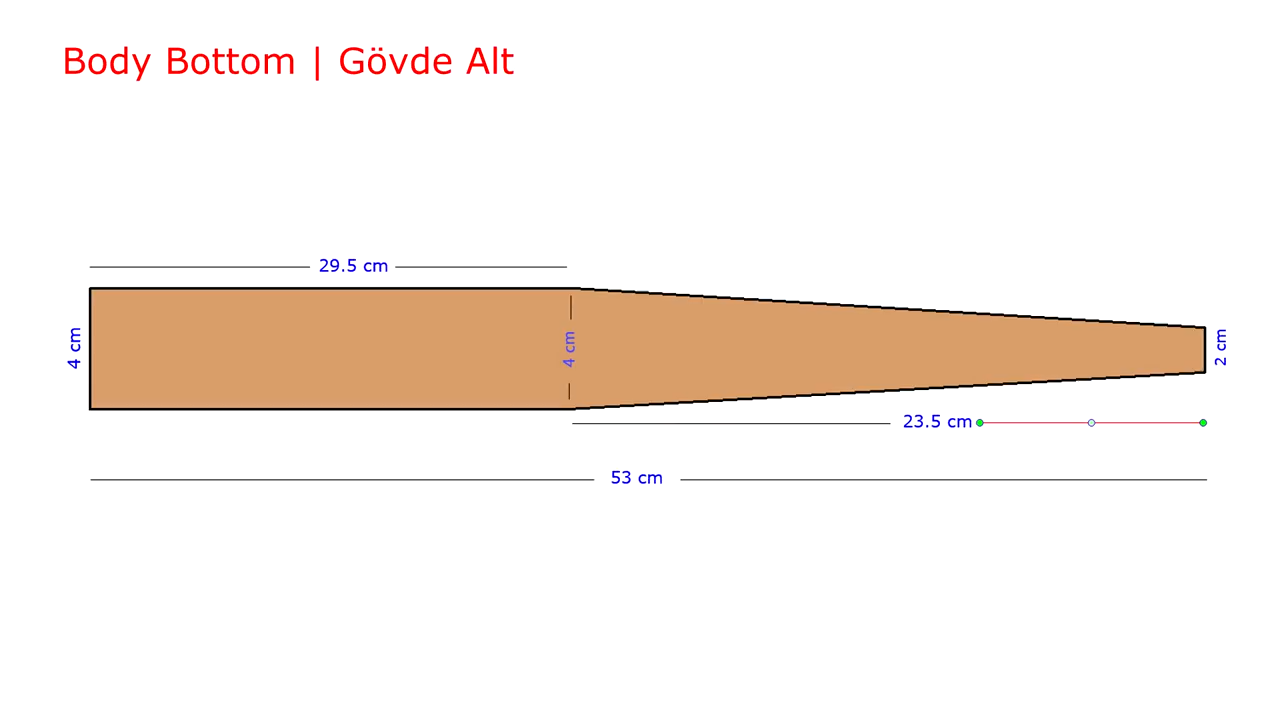 Body Bottom | Gövde Alt
29.5 cm
4 cm
4 cm
2 cm
23.5 cm
53 cm